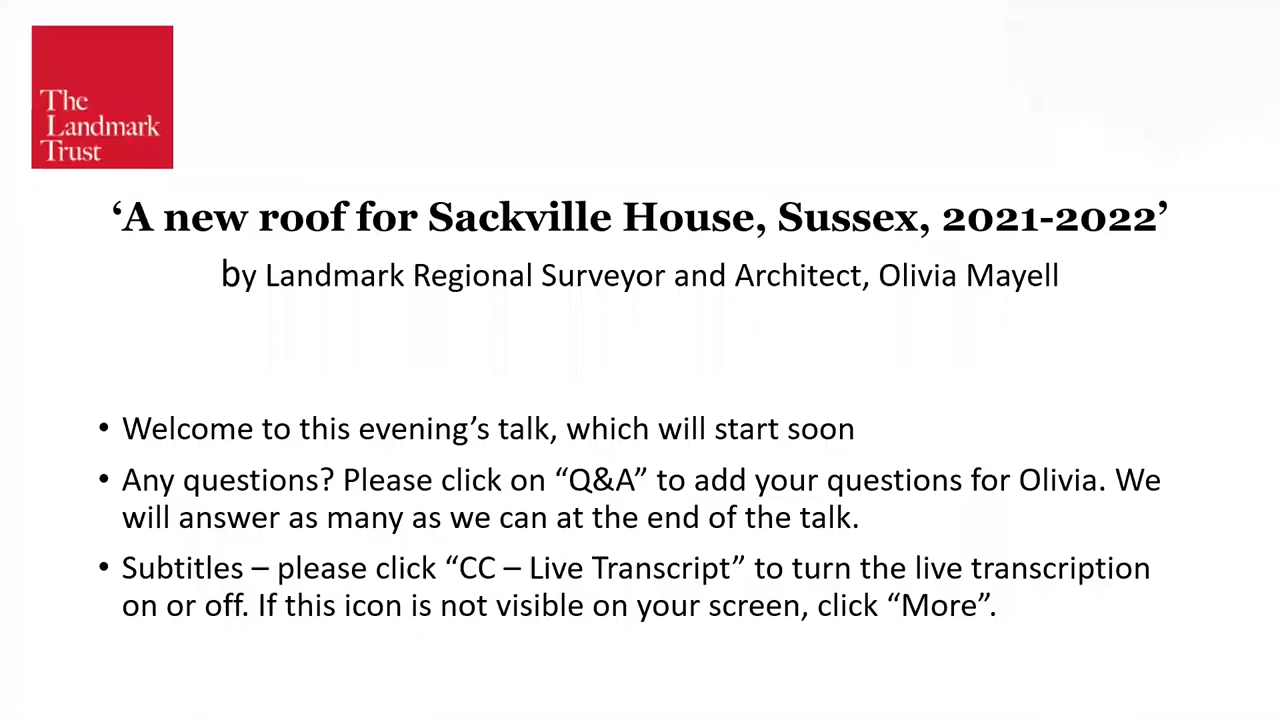 The
Landmark
Trust
‘A new roof for Sackville House, Sussex, 2021-2022’
by Landmark Regional Surveyor and Architect, Olivia Mayell
• Welcome to this evening’s talk, which will start soon
• Any questions? Please click on “Q&A” to add your questions for Olivia. We
will answer as many as we can at the end of the talk.
• Subtitles – please click “CC – Live Transcript” to turn the live transcription
on or off. If this icon is not visible on your screen, click “More”.